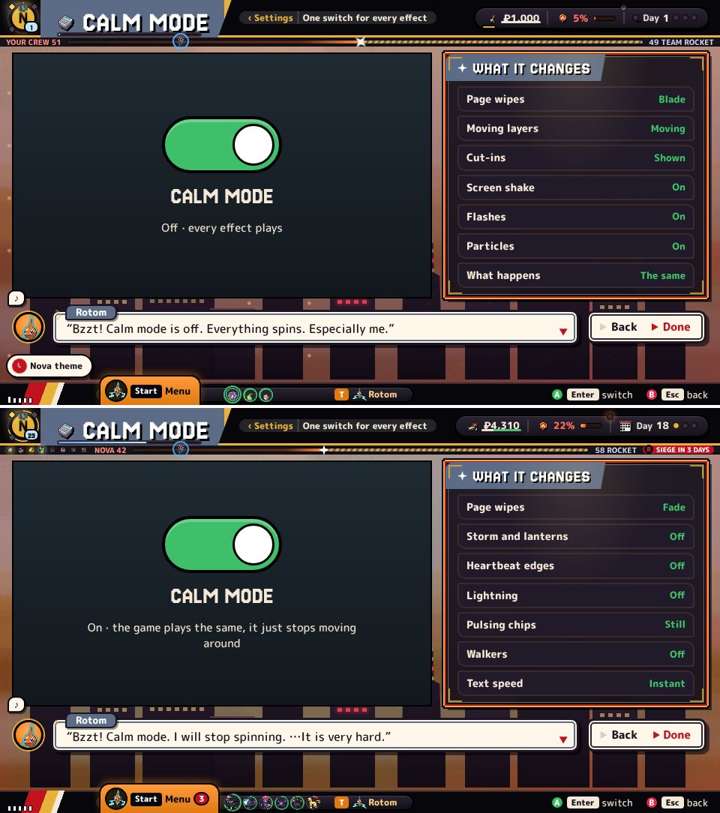 N
1
CALM MODE
‹ Settings
One switch for every effect
₽1,000
5%
Day 1
YOUR CREW 51
49 TEAM ROCKET
CALM MODE
Off · every effect plays
WHAT IT CHANGES
Page wipes Blade
Moving layers Moving
Cut-ins Shown
Screen shake On
Flashes On
Particles On
What happens The same
♪
Rotom
“Bzzt! Calm mode is off. Everything spins. Especially me.”
Back
Done
Nova theme
Start Menu
T Rotom
A Enter switch
B Esc back
N
CALM MODE
‹ Settings
One switch for every effect
₽4,310
22%
Day 18
NOVA 42
58 ROCKET
SIEGE IN 3 DAYS
CALM MODE
On · the game plays the same, it just stops moving
around
WHAT IT CHANGES
Page wipes Fade
Storm and lanterns Off
Heartbeat edges Off
Lightning Off
Pulsing chips Still
Walkers Off
Text speed Instant
♪
Rotom
“Bzzt! Calm mode. I will stop spinning. ···It is very hard.”
Back
Done
Start Menu 3
T Rotom
A Enter switch
B Esc back